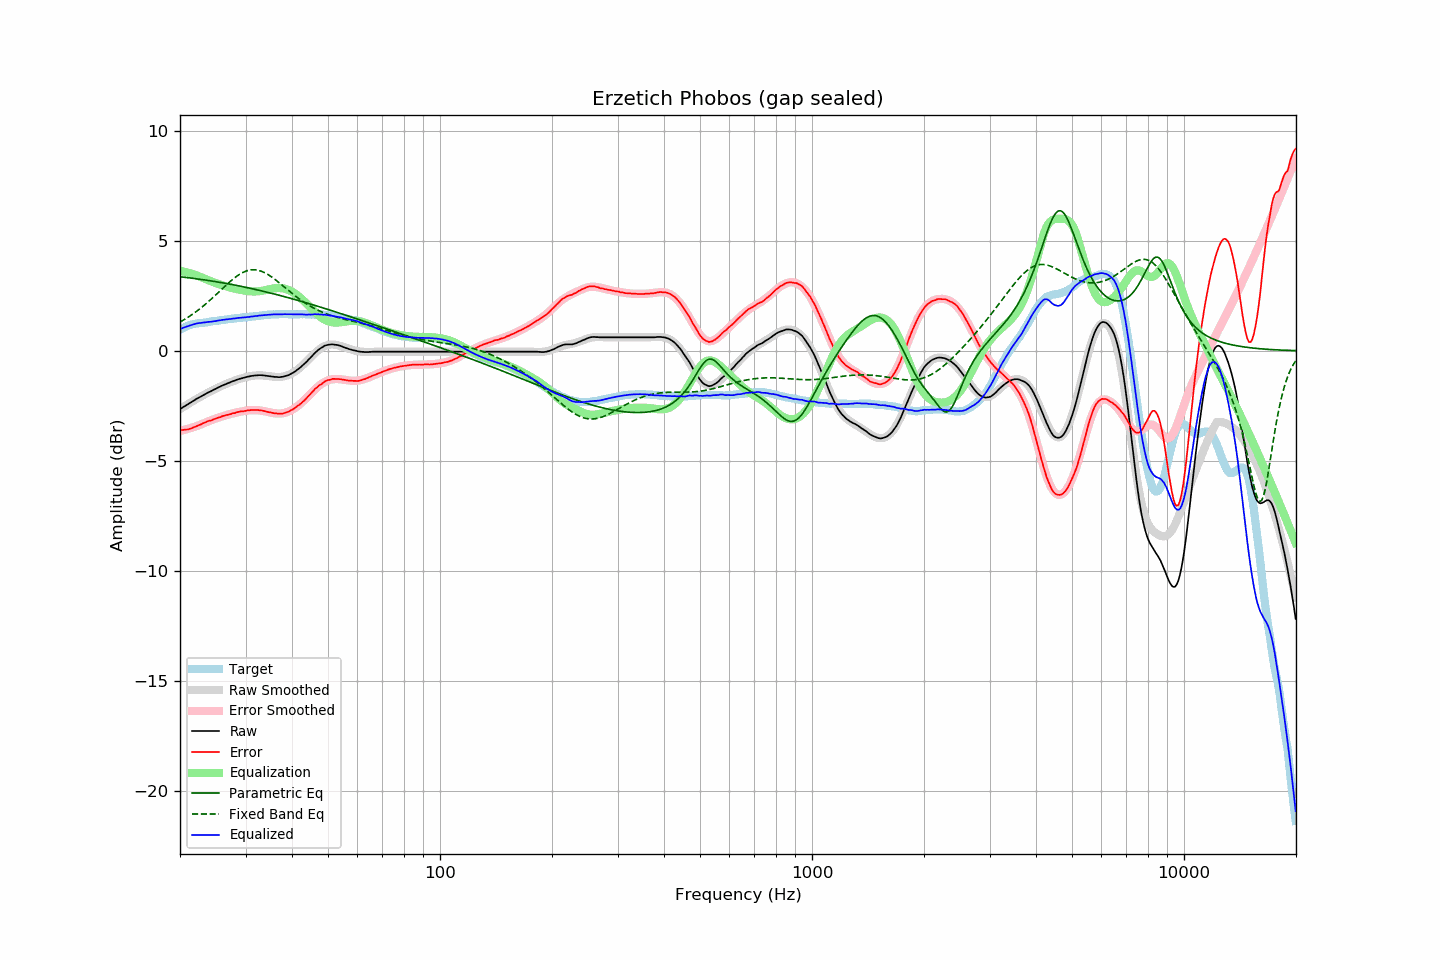 Erzetich Phobos (gap sealed)
10
5
0
−5
−10
−15
−20
Amplitude (dBr)
Target
Raw Smoothed
Error Smoothed
Raw
Error
Equalization
Parametric Eq
Fixed Band Eq
Equalized
100
1000
10000
Frequency (Hz)